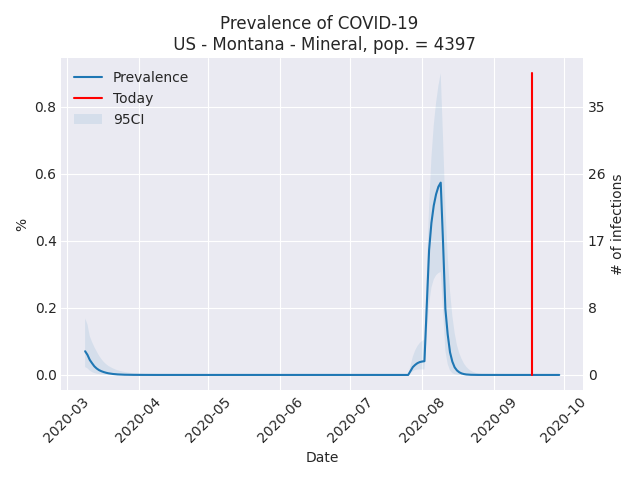 Prevalence of COVID-19
US - Montana - Mineral, pop. = 4397
Prevalence
Today
95CI
0.8
0.6
0.4
0.2
0.0
%
35
26
17
8
0
# of infections
2020-03
2020-04
2020-05
2020-06
2020-07
2020-08
2020-09
2020-10
Date